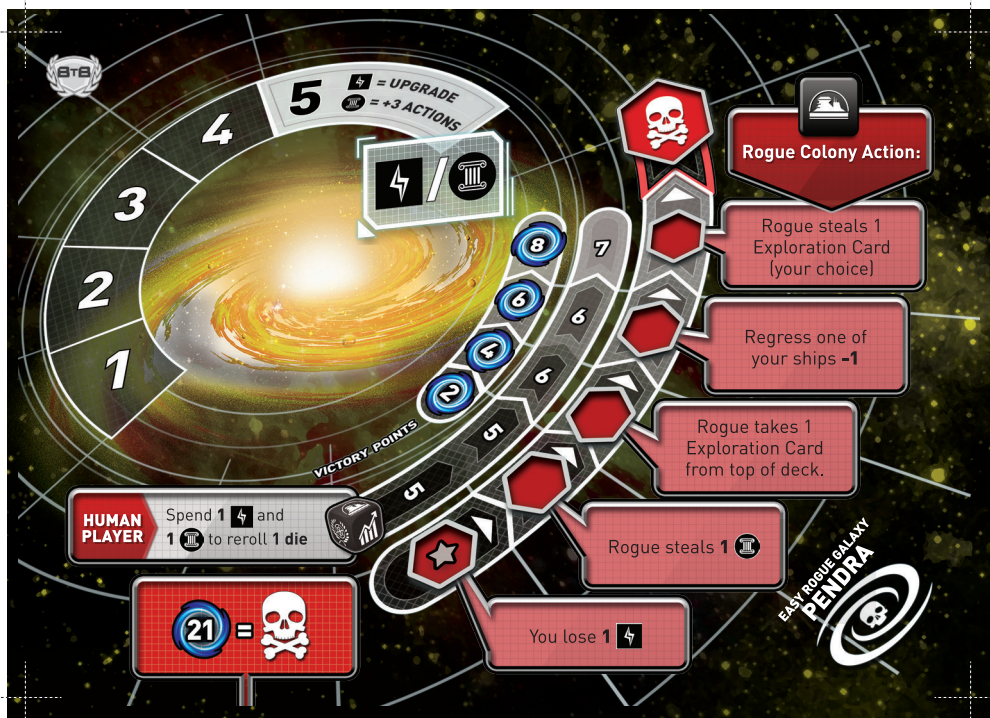 BTB
5
= UPGRADE
= +3 ACTIONS
4
3
2
1
/
Rogue Colony Action:
Rogue steals 1
Exploration Card
(your choice)
Regress one of
your ships -1
Rogue takes 1
Exploration Card
from top of deck.
Rogue steals 1
You lose 1
8
6
4
2
7
6
6
5
5
VICTORY POINTS
HUMAN
PLAYER
Spend 1 and
1 to reroll 1 die
21 =
EASY ROGUE GALAXY
PENDRA